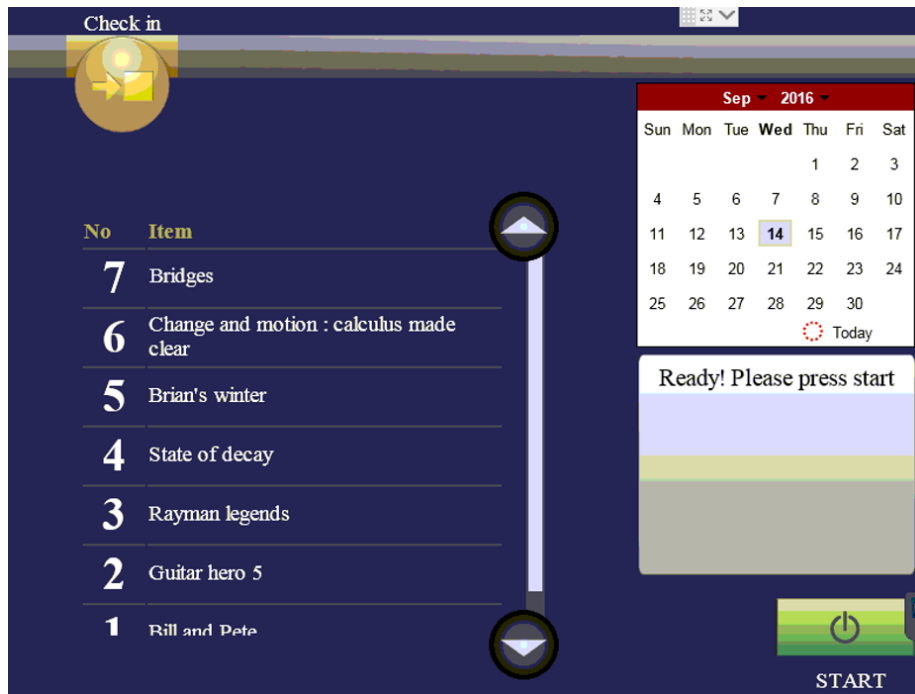 Check in
No Item
7 Bridges
6 Change and motion : calculus made
clear
5 Brian's winter
4 State of decay
3 Rayman legends
2 Guitar hero 5
1 Bill and Pete
Sep 2016
Sun Mon Tue Wed Thu Fri Sat
1 2 3
4 5 6 7 8 9 10
11 12 13 14 15 16 17
18 19 20 21 22 23 24
25 26 27 28 29 30
Today
Ready! Please press start
START